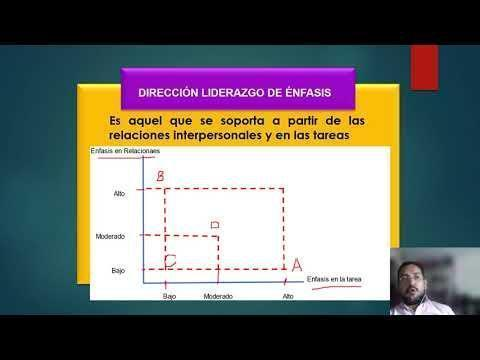 DIRECCIÓN LIDERAZGO DE ÉNFASIS
Es aquel que se soporta a partir de las
relaciones interpersonales y en las tareas
Enfasis en Relacionaes
B
Alto
D
Moderado
C
A
Bajo
Enfasis en la tarea
Bajo
Moderado
Alto